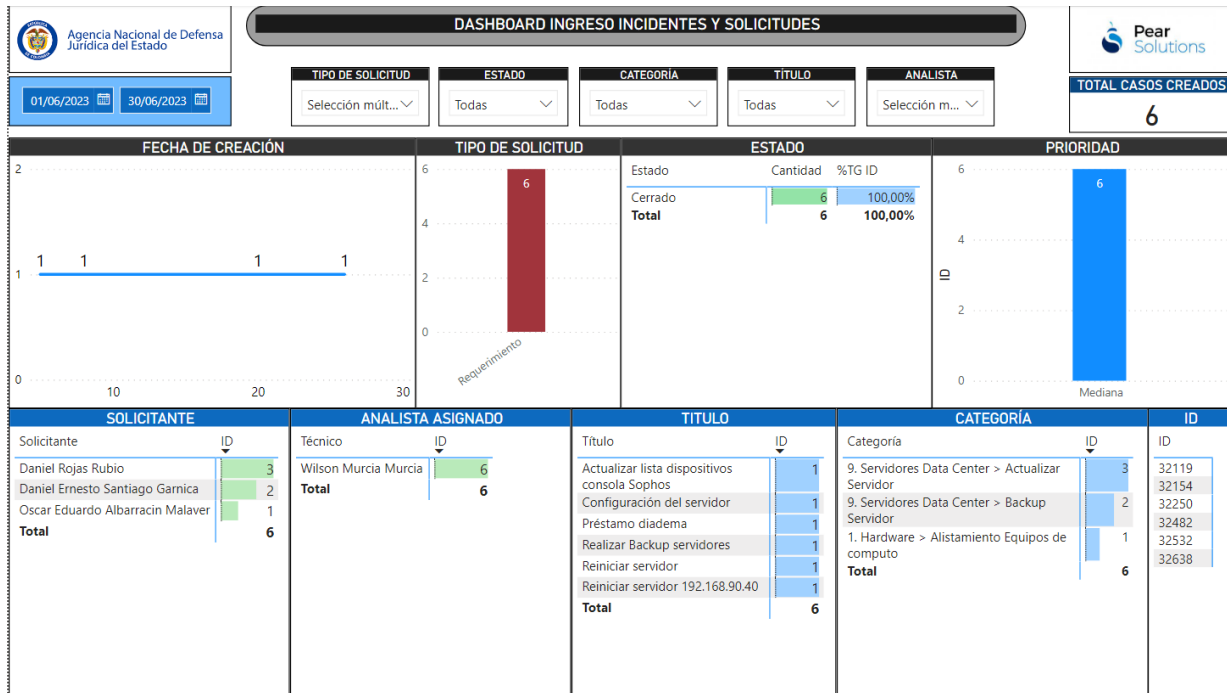 Agencia Nacional de Defensa
Jurídica del Estado
DASHBOARD INGRESO INCIDENTES Y SOLICITUDES
Pear
Solutions
01/06/2023 30/06/2023
TIPO DE SOLICITUD
Selección múlt...
ESTADO
Todas
CATEGORÍA
Todas
TÍTULO
Todas
ANALISTA
Selección m...
TOTAL CASOS CREADOS
6
FECHA DE CREACIÓN
2
1 1 1 1
1
0
10 20 30
TIPO DE SOLICITUD
6
6
4
2
0
Requerimiento
ESTADO
Estado Cantidad %TG ID
Cerrado 6 100,00%
Total 6 100,00%
PRIORIDAD
6
6
4
ID
2
0
Mediana
SOLICITANTE
Solicitante ID
Daniel Rojas Rubio 3
Daniel Ernesto Santiago Garnica 2
Oscar Eduardo Albarracin Malaver 1
Total 6
ANALISTA ASIGNADO
Técnico ID
Wilson Murcia Murcia 6
Total 6
TITULO
Título ID
Actualizar lista dispositivos 1
consola Sophos
Configuración del servidor 1
Préstamo diadema 1
Realizar Backup servidores 1
Reiniciar servidor 1
Reiniciar servidor 192.168.90.40 1
Total 6
CATEGORÍA
Categoría ID
9. Servidores Data Center > Actualizar 3
Servidor
9. Servidores Data Center > Backup 2
Servidor
1. Hardware > Alistamiento Equipos de 1
computo
Total 6
ID
ID
32119
32154
32250
32482
32532
32638